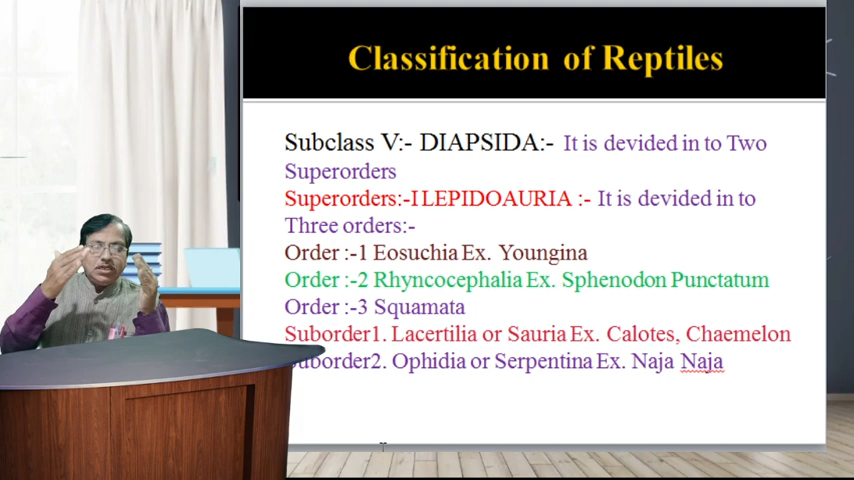 Classification of Reptiles
Subclass V:- DIAPSIDA:- It is devided in to Two
Superorders
Superorders:-I LEPIDOAURIA :- It is devided in to
Three orders:-
Order :-1 Eosuchia Ex. Youngina
Order :-2 Rhyncocephalia Ex. Sphenodon Punctatum
Order :-3 Squamata
Suborder1. Lacertilia or Sauria Ex. Calotes, Chaemelon
Suborder2. Ophidia or Serpentina Ex. Naja Naja